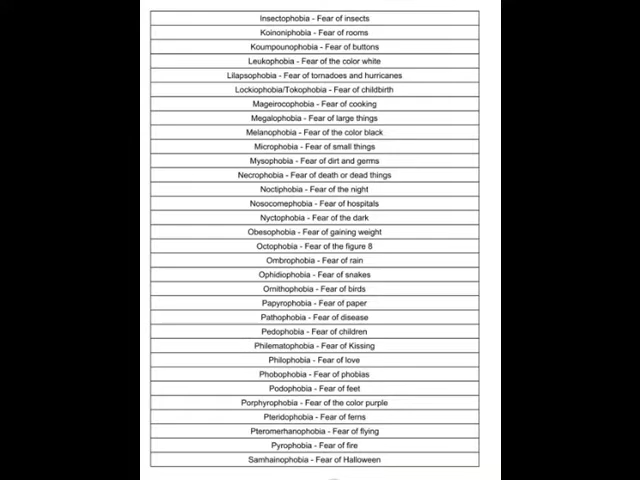 Insectophobia - Fear of insects
Koinoniphobia - Fear of rooms
Koumpounophobia - Fear of buttons
Leukophobia - Fear of the color white
Lilapsophobia - Fear of tornadoes and hurricanes
Lockiophobia/Tokophobia - Fear of childbirth
Mageirocophobia - Fear of cooking
Megalophobia - Fear of large things
Melanophobia - Fear of the color black
Microphobia - Fear of small things
Mysophobia - Fear of dirt and germs
Necrophobia - Fear of death or dead things
Noctiphobia - Fear of the night
Nosocomephobia - Fear of hospitals
Nyctophobia - Fear of the dark
Obesophobia - Fear of gaining weight
Octophobia - Fear of the figure 8
Ombrophobia - Fear of rain
Ophidiophobia - Fear of snakes
Ornithophobia - Fear of birds
Papyrophobia - Fear of paper
Pathophobia - Fear of disease
Pedophobia - Fear of children
Philematophobia - Fear of Kissing
Philophobia - Fear of love
Phobophobia - Fear of phobias
Podophobia - Fear of feet
Porphyrophobia - Fear of the color purple
Pteridophobia - Fear of ferns
Pteromerhanophobia - Fear of flying
Pyrophobia - Fear of fire
Samhainophobia - Fear of Halloween